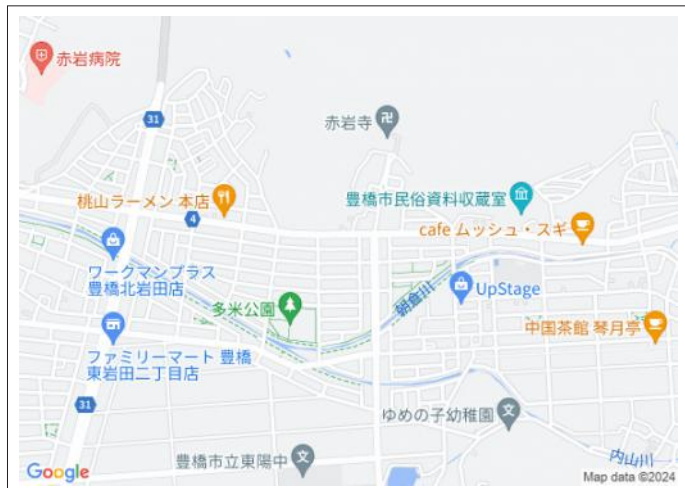 赤岩病院
31
赤岩寺
桃山ラーメン 本店
4
豊橋市民俗資料収蔵室
cafe ムッシュ・スギ
ワークマンプラス
豊橋北岩田店
朝倉川
UpStage
多米公園
中国茶館 琴月亭
ファミリーマート 豊橋
東岩田二丁目店
31
ゆめの子幼稚園
豊橋市立東陽中
内山川
Google
Map data ©2024